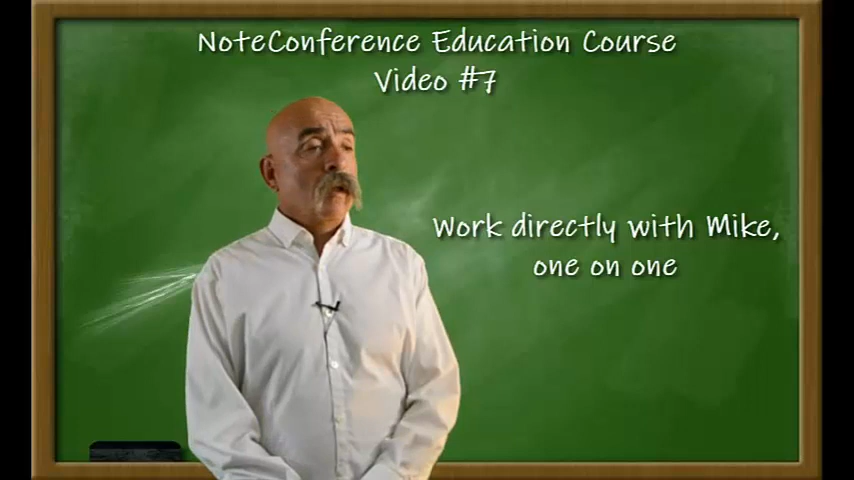 NoteConference Education Course
Video #7
Work directly with Mike,
one on one